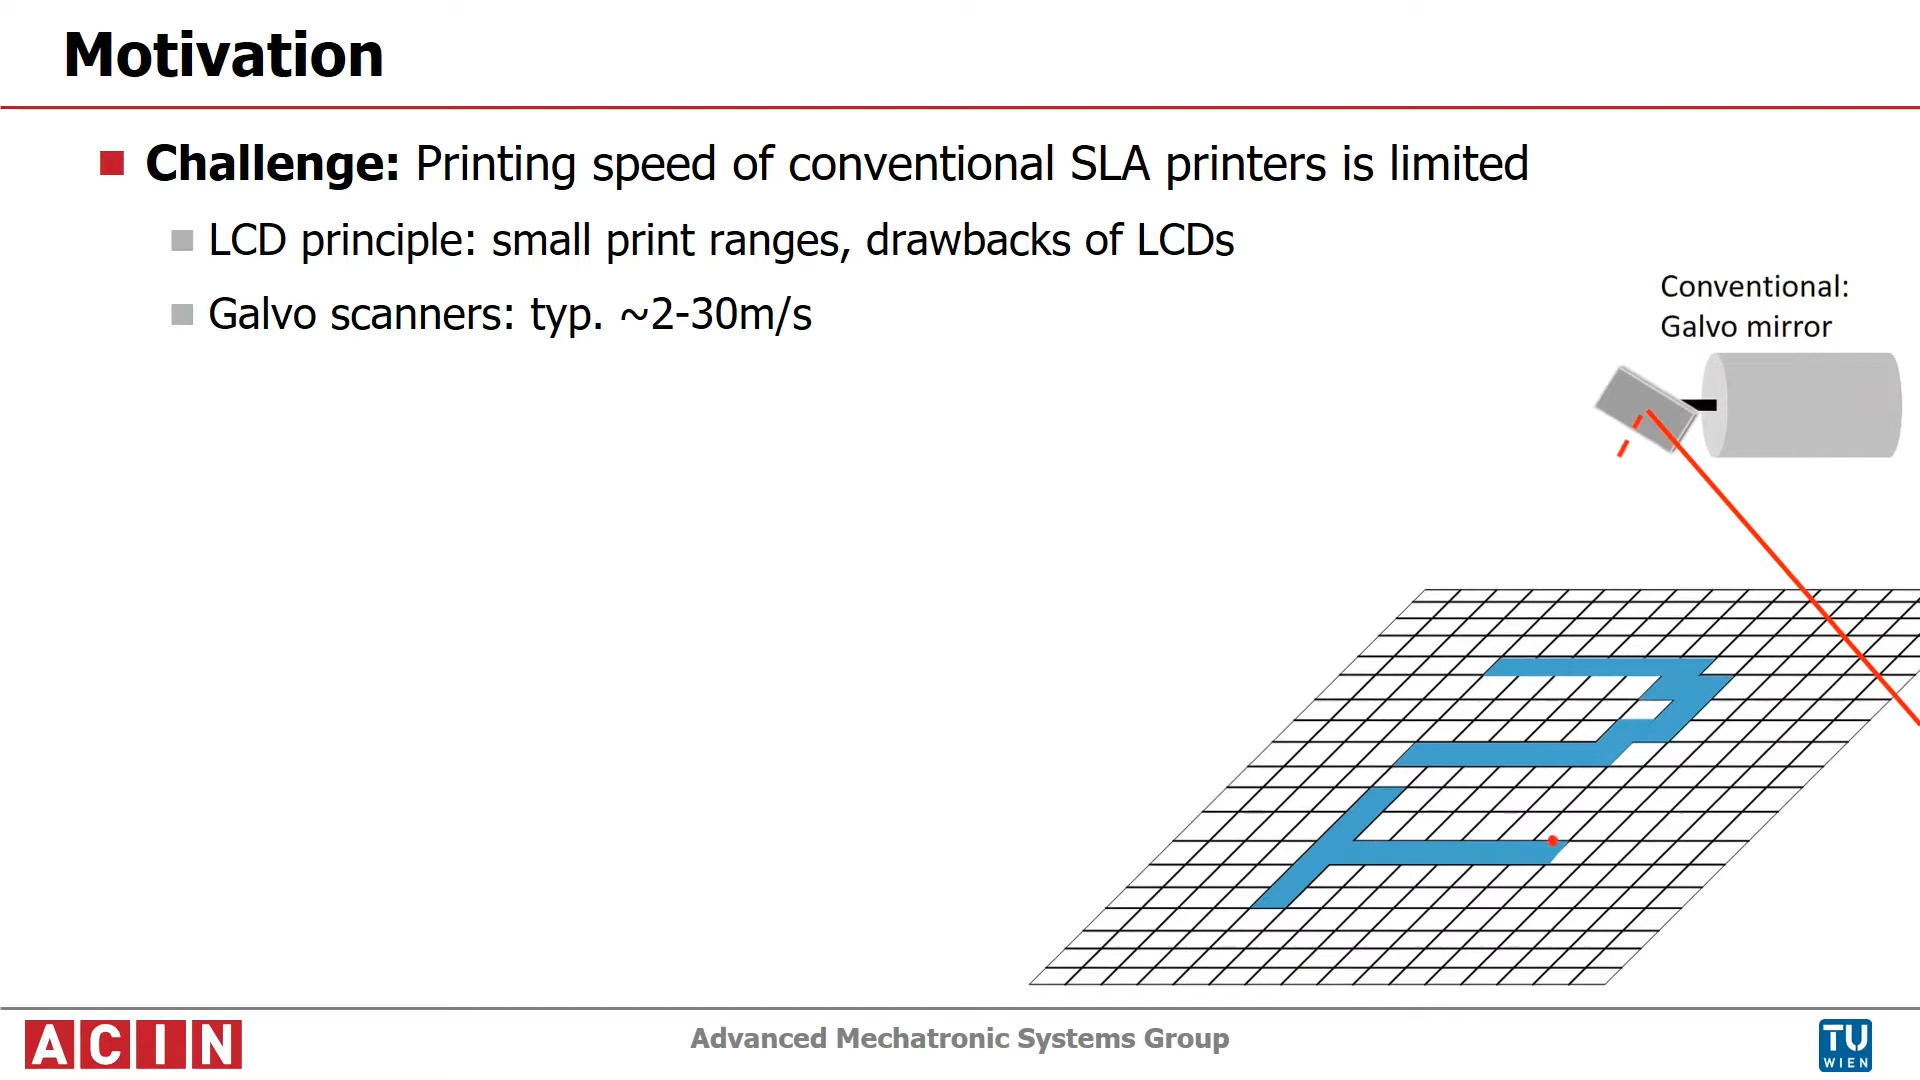 Motivation
Challenge: Printing speed of conventional SLA printers is limited
LCD principle: small print ranges, drawbacks of LCDs
Galvo scanners: typ. ~2-30m/s
Conventional:
Galvo mirror
ACIN
Advanced Mechatronic Systems Group
TU
WIEN